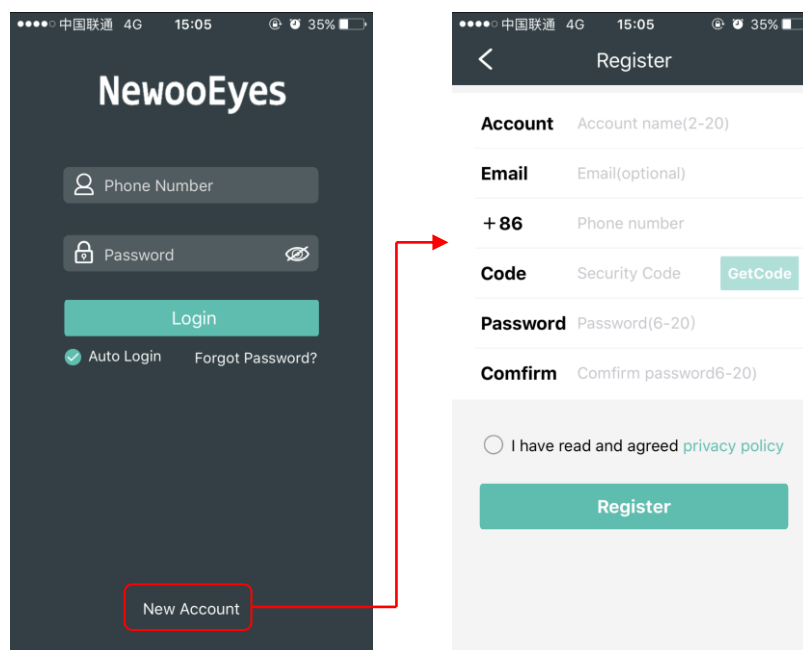 中国联通 4G 15:05 35%
NewooEyes
Phone Number
Password
Login
Auto Login Forgot Password?
New Account
中国联通 4G 15:05 35%
Register
Account Account name(2-20)
Email Email(optional)
+86 Phone number
Code Security Code GetCode
Password Password(6-20)
Comfirm Comfirm password6-20)
I have read and agreed privacy policy
Register